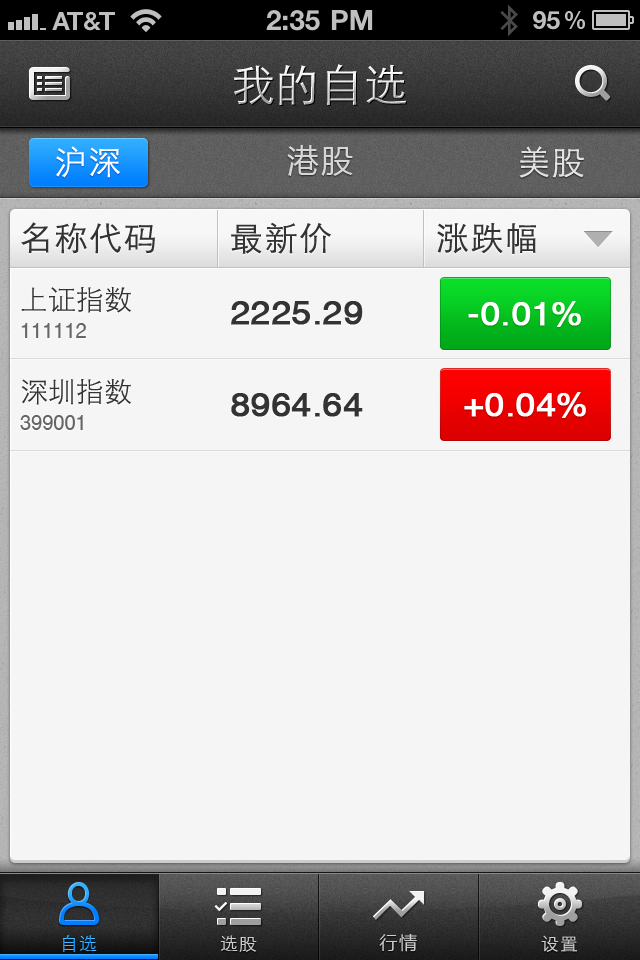 AT&T 2:35 PM 95%
我的自选
沪深 港股 美股
名称代码 最新价 涨跌幅
上证指数 2225.29 -0.01%
111112
深圳指数 8964.64 +0.04%
399001
自选 选股 行情 设置